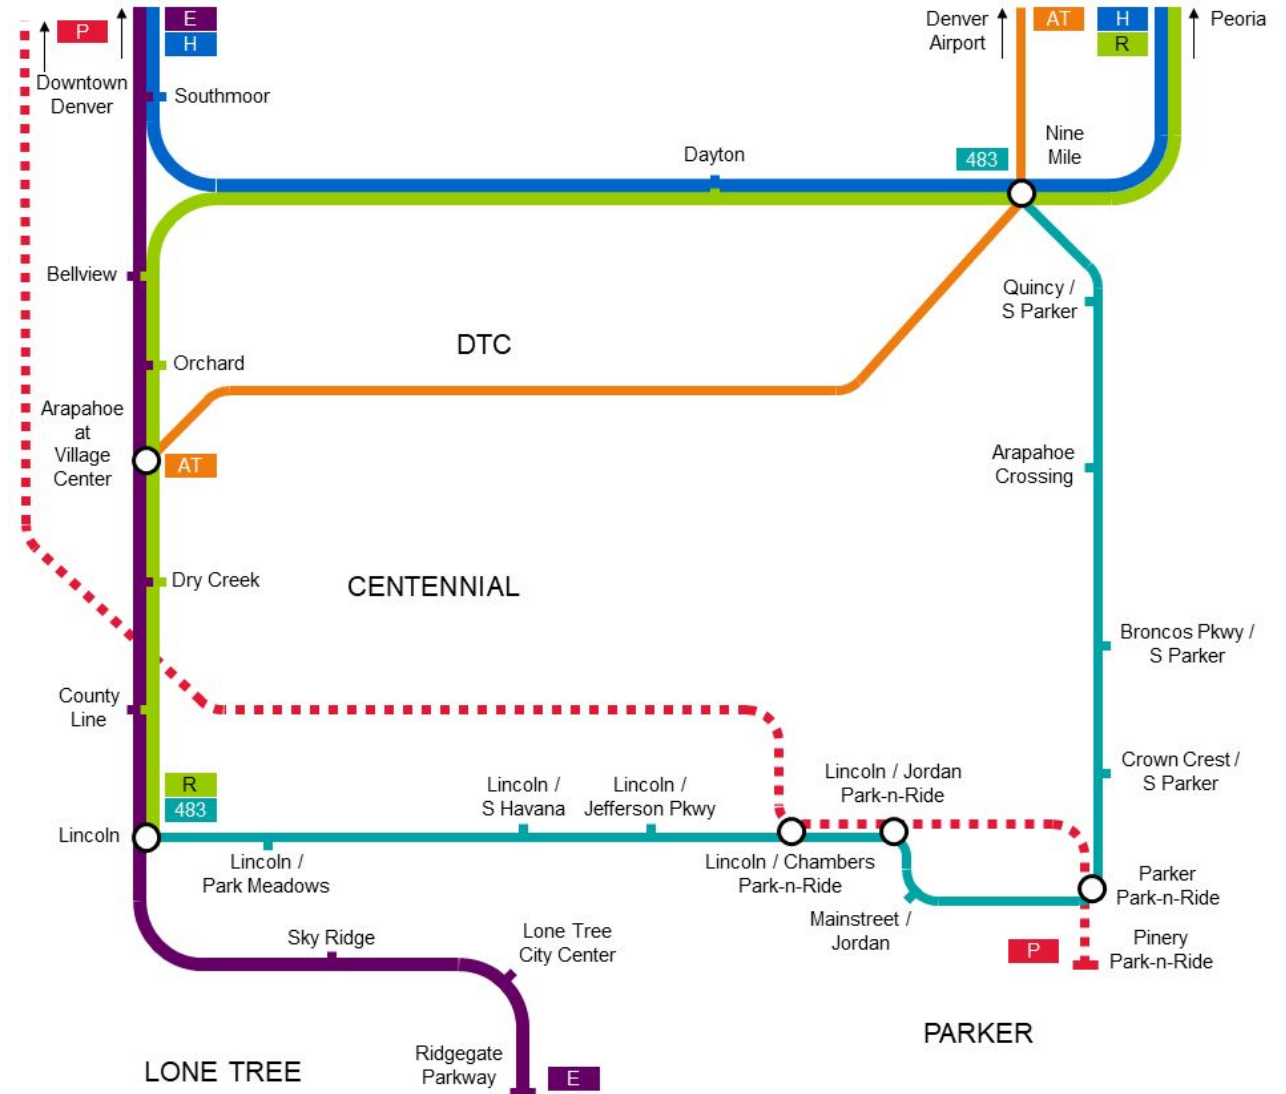 P
E
H
Downtown
Denver
Southmoor
Denver
Airport
AT
H
R
Peoria
Nine
Mile
483
Dayton
Bellview
Quincy /
S Parker
DTC
Orchard
Arapahoe
at
Village
Center
AT
Arapahoe
Crossing
Dry Creek
CENTENNIAL
Broncos Pkwy /
S Parker
County
Line
R
483
Lincoln /
S Havana
Lincoln /
Jefferson Pkwy
Lincoln / Jordan
Park-n-Ride
Crown Crest /
S Parker
Lincoln
Lincoln /
Park Meadows
Lincoln / Chambers
Park-n-Ride
Parker
Park-n-Ride
Mainstreet /
Jordan
Sky Ridge
Lone Tree
City Center
P
Pinery
Park-n-Ride
PARKER
Ridgegate
Parkway
E
LONE TREE